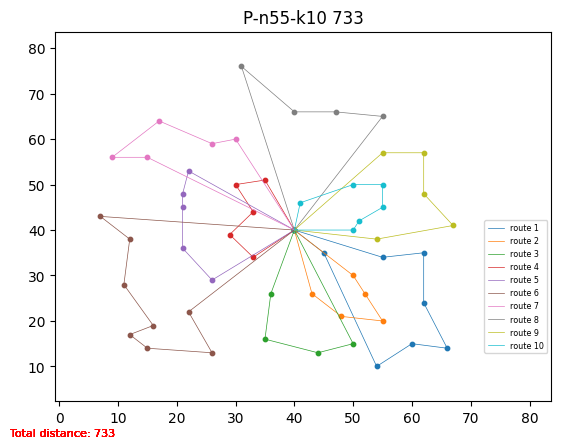 P-n55-k10 733
80
70
60
50
40
30
20
10
0 10 20 30 40 50 60 70 80
route 1
route 2
route 3
route 4
route 5
route 6
route 7
route 8
route 9
route 10
Total distance: 733